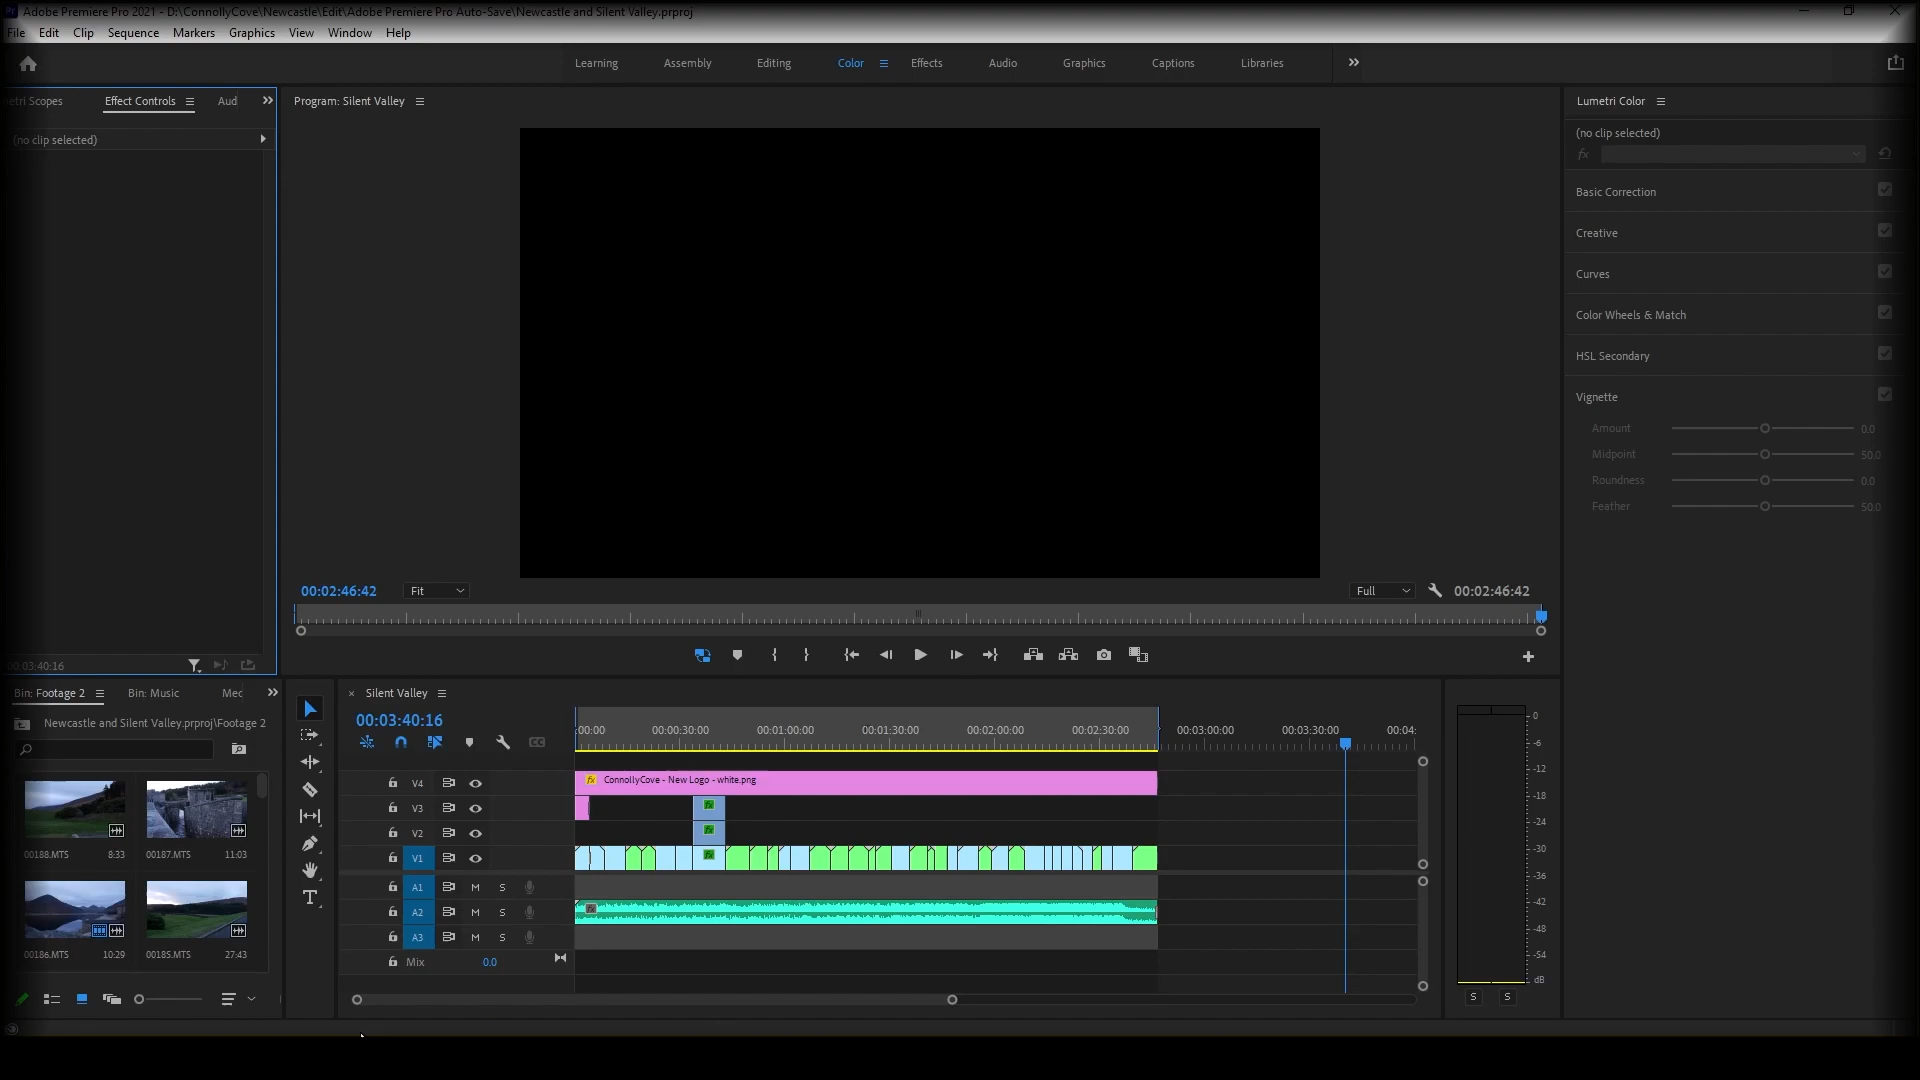 Adobe Premiere Pro 2021 - D:\ConnollyCove\Newcastle\Edit\Adobe Premiere Pro Auto-Save\Newcastle and Silent Valley.prproj
File Edit Clip Sequence Markers Graphics View Window Help
Learning Assembly Editing Color Effects Audio Graphics Captions Libraries
etri Scopes Effect Controls Aud
Program: Silent Valley
Lumetri Color
(no clip selected)
(no clip selected)
fx
Basic Correction
Creative
Curves
Color Wheels & Match
HSL Secondary
Vignette
Amount 0.0
Midpoint 50.0
Roundness 0.0
Feather 50.0
00:02:46:42 Fit Full 00:02:46:42
00:03:40:16
Bin: Footage 2 Bin: Music Mec
Newcastle and Silent Valley.prproj\Footage 2
00188.MTS 8:33 00187.MTS 11:03
00186.MTS 10:29 00185.MTS 27:43
× Silent Valley
00:03:40:16
:00:00 00:00:30:00 00:01:00:00 00:01:30:00 00:02:00:00 00:02:30:00 00:03:00:00 00:03:30:00 00:04:
V4 fx ConnollyCove - New Logo - white.png
V3 fx
V2 fx
V1 fx
A1 M S
A2 M S fx
A3 M S
Mix 0.0
0
-6
-12
-18
-24
-30
-36
-42
-48
-54
dB
S S